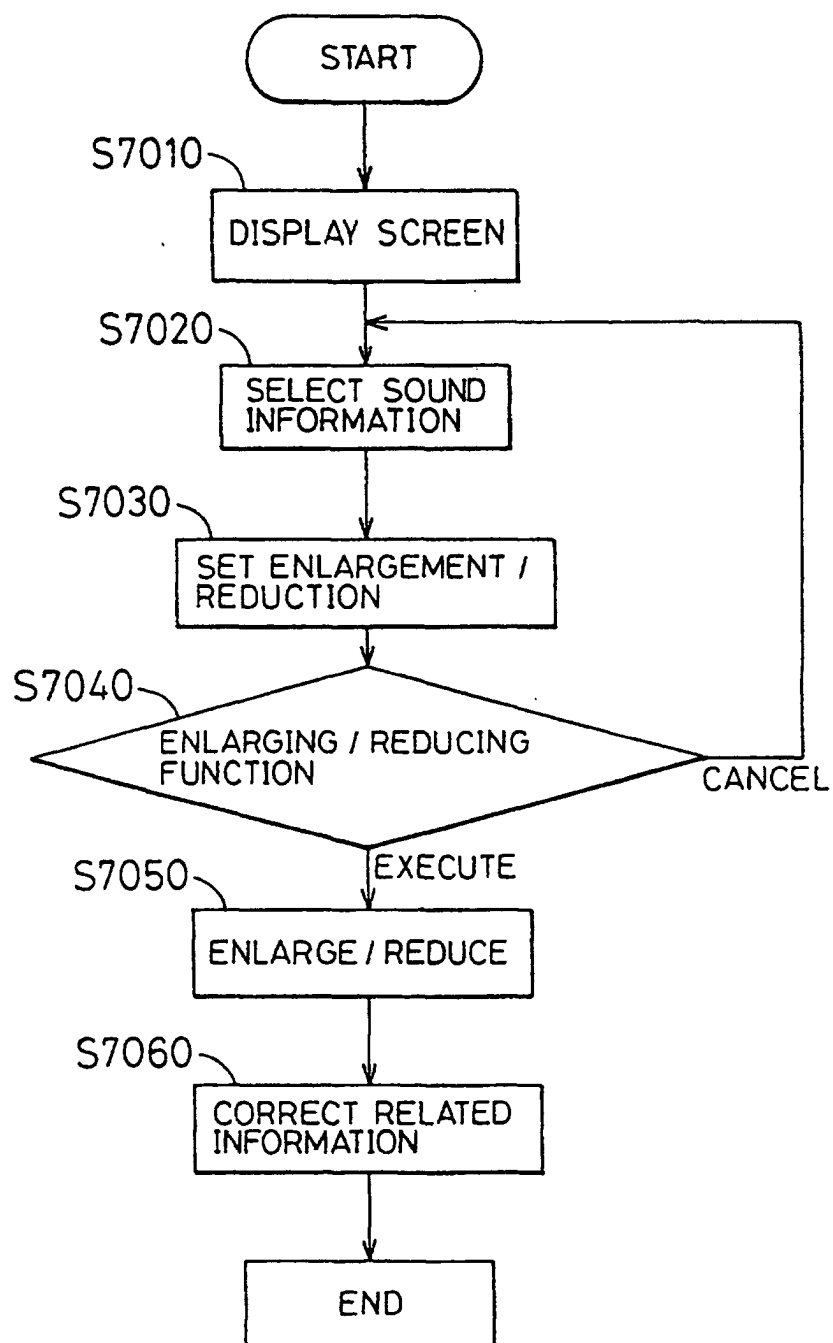 START
S7010
DISPLAY SCREEN
S7020
SELECT SOUND
INFORMATION
S7030
SET ENLARGEMENT /
REDUCTION
S7040
ENLARGING / REDUCING
FUNCTION
CANCEL
EXECUTE
S7050
ENLARGE / REDUCE
S7060
CORRECT RELATED
INFORMATION
END